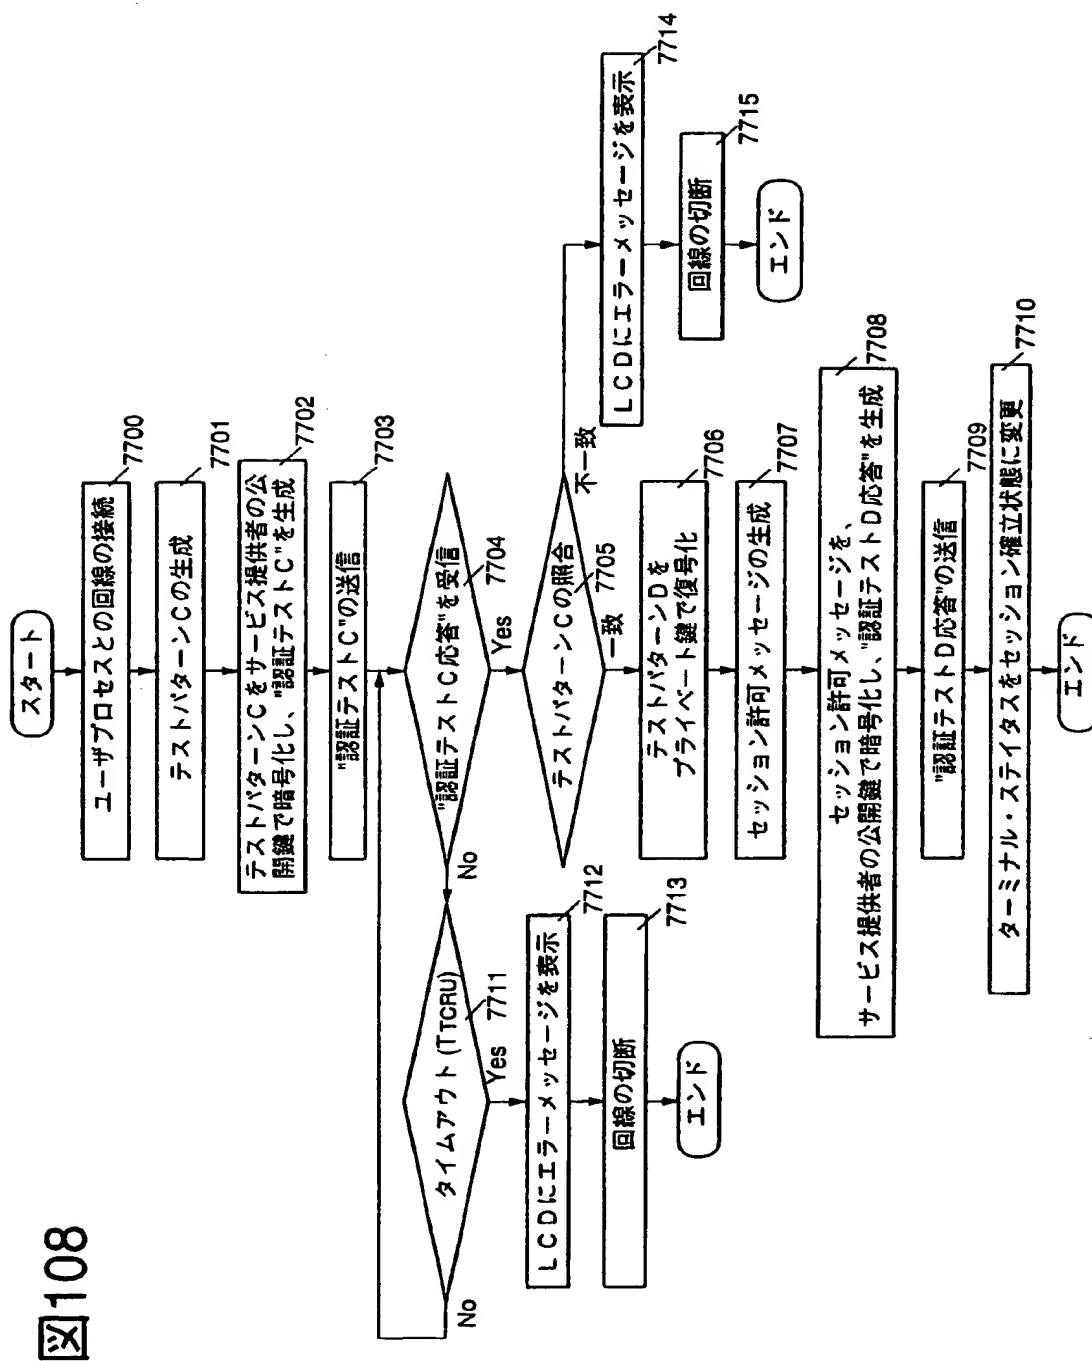 図108
スタート
ユーザプロセスとの回線の接続
7700
テストパターンCの生成
7701
テストパターンCをサービス提供者の公
開鍵で暗号化し、"認証テストC"を生成
7702
"認証テストC"の送信
7703
"認証テストC応答"を受信
7704
No
Yes
タイムアウト(TTCRU)
7711
No
Yes
LCDにエラーメッセージを表示
7712
回線の切断
7713
エンド
テストパターンCの照合
7705
不一致
一致
LCDにエラーメッセージを表示
7714
回線の切断
7715
エンド
テストパターンDを
プライベート鍵で復号化
7706
セッション許可メッセージの生成
7707
セッション許可メッセージを、
サービス提供者の公開鍵で暗号化し、"認証テストD応答"を生成
7708
"認証テストD応答"の送信
7709
ターミナル・ステイタスをセッション確立状態に変更
7710
エンド